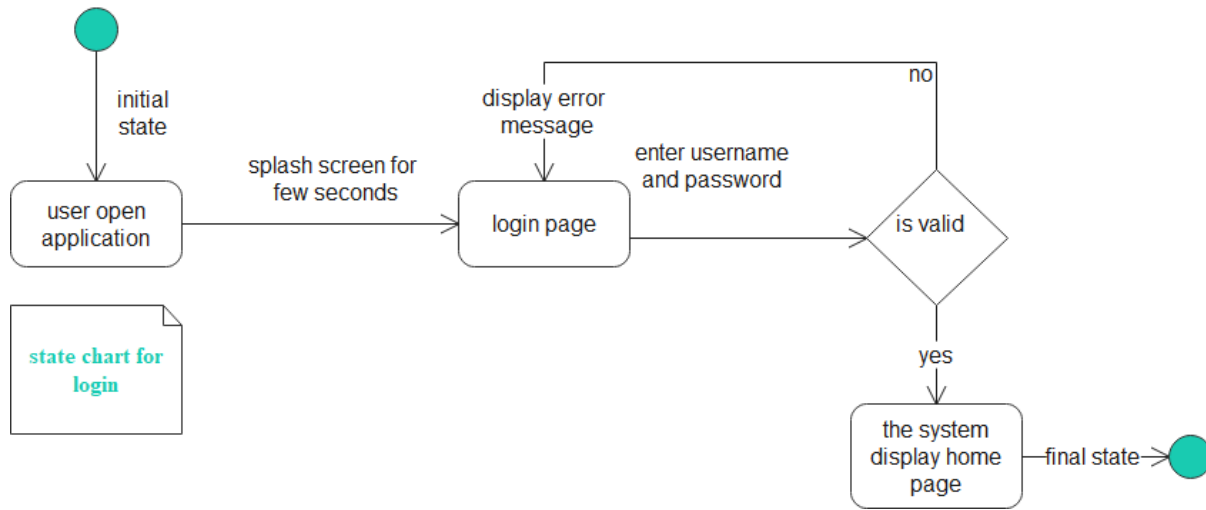 initial
state
user open
application
splash screen for
few seconds
display error
message
login page
enter username
and password
no
is valid
yes
the system
display home
page
final state
state chart for
login